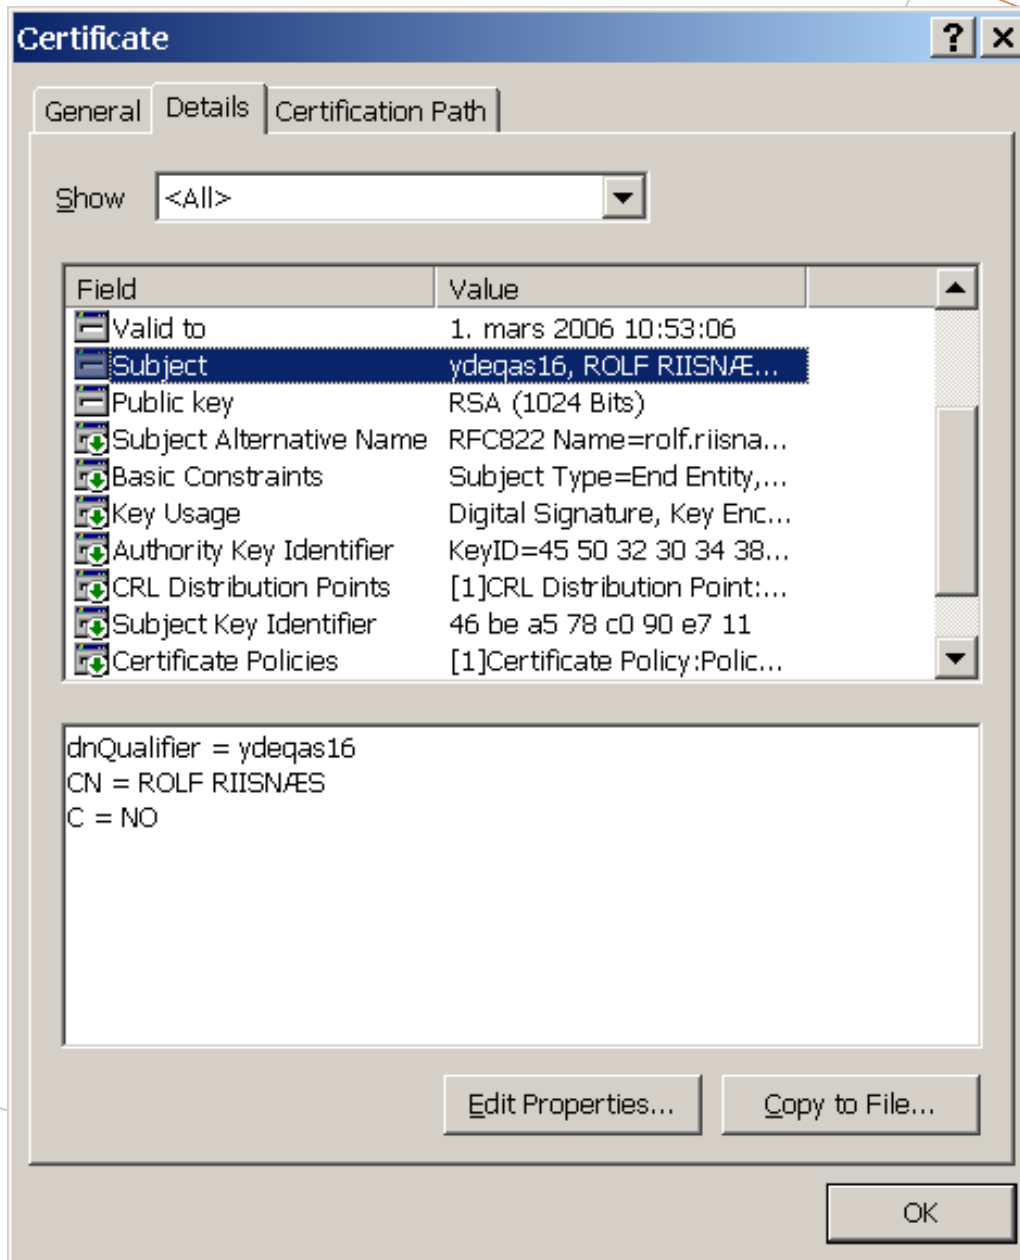 Certificate
General Details Certification Path
Show <All>
Field Value
Valid to 1. mars 2006 10:53:06
Subject ydeqas16, ROLF RIISNÆ...
Public key RSA (1024 Bits)
Subject Alternative Name RFC822 Name=rolf.riisna...
Basic Constraints Subject Type=End Entity,...
Key Usage Digital Signature, Key Enc...
Authority Key Identifier KeyID=45 50 32 30 34 38...
CRL Distribution Points [1]CRL Distribution Point:...
Subject Key Identifier 46 be a5 78 c0 90 e7 11
Certificate Policies [1]Certificate Policy:Polic...
dnQualifier = ydeqas16
CN = ROLF RIISNÆS
C = NO
Edit Properties... Copy to File...
OK